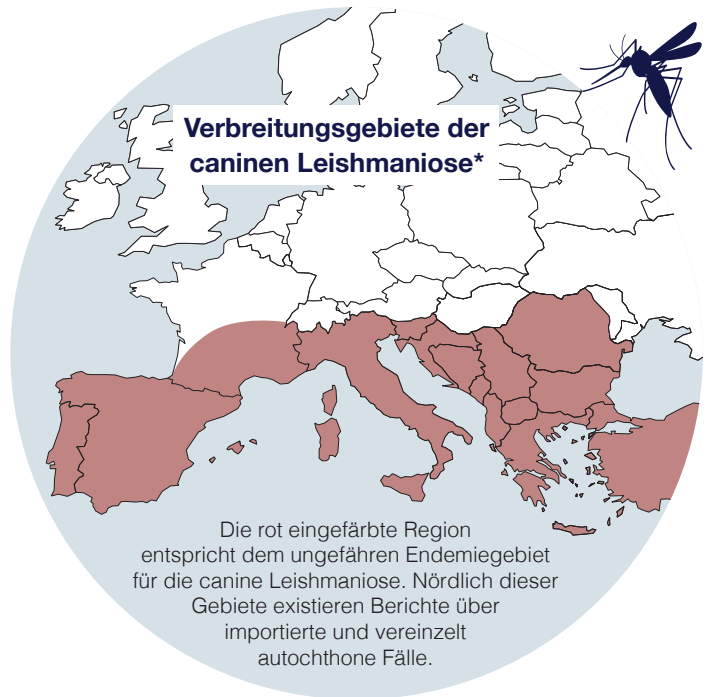 Verbreitungsgebiete der
caninen Leishmaniose*
Die rot eingefärbte Region
entspricht dem ungefähren Endemiegebiet
für die canine Leishmaniose. Nördlich dieser
Gebiete existieren Berichte über
importierte und vereinzelt
autochthone Fälle.